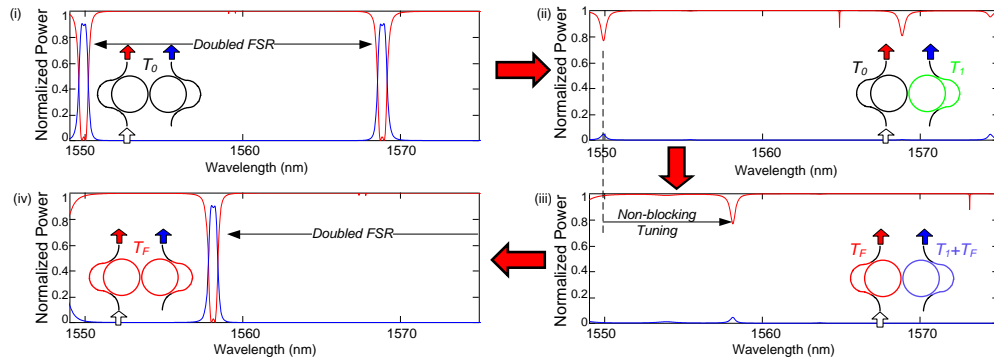 (i)
Normalized Power
1
0.8
0.6
0.4
0.2
0
Doubled FSR
T0
1550
1560
1570
Wavelength (nm)
(ii)
Normalized Power
1
0.8
0.6
0.4
0.2
0
T0
T1
1550
1560
1570
Wavelength (nm)
(iv)
Normalized Power
1
0.8
0.6
0.4
0.2
0
Doubled FSR
TF
1550
1560
1570
Wavelength (nm)
(iii)
Normalized Power
1
0.8
0.6
0.4
0.2
0
Non-blocking
Tuning
TF
T1+TF
1550
1560
1570
Wavelength (nm)